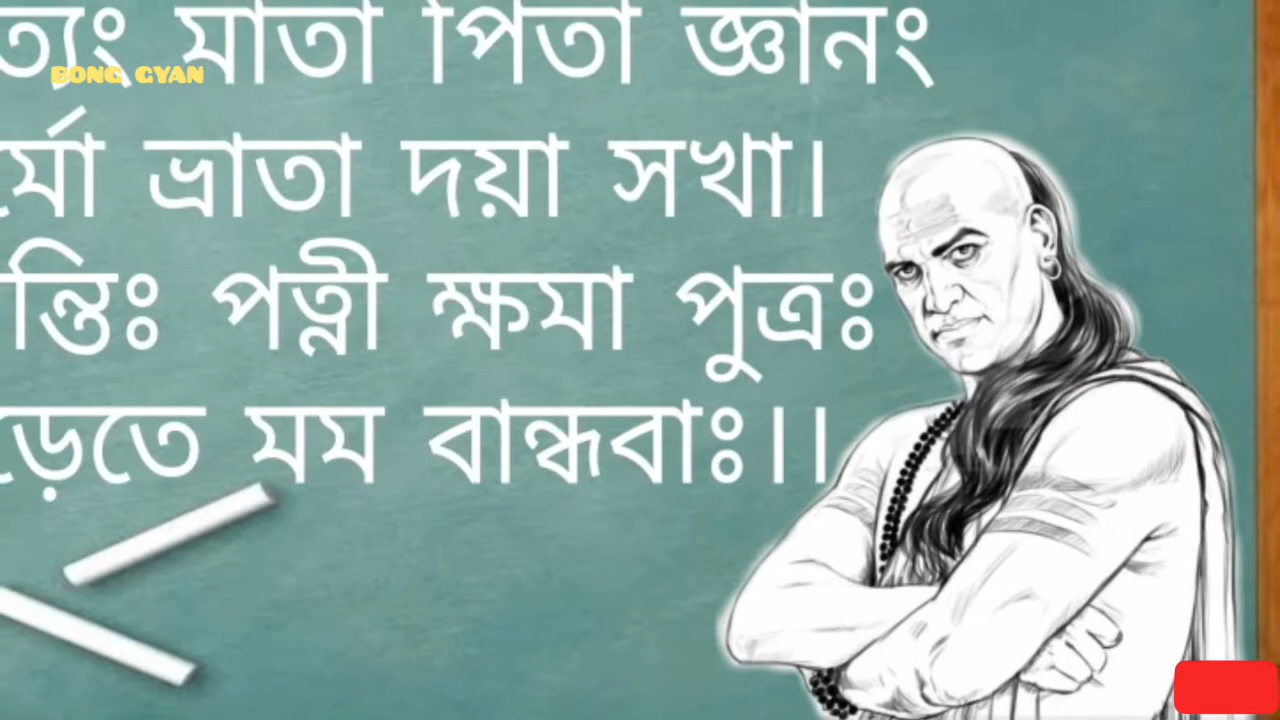 ত্যং মাতা পিতা জ্ঞানং
BONG GYAN
র্মো ভ্রাতা দয়া সখা।
ন্তিঃ পত্নী ক্ষমা পুত্রঃ
ড়েতে মম বান্ধবাঃ।।